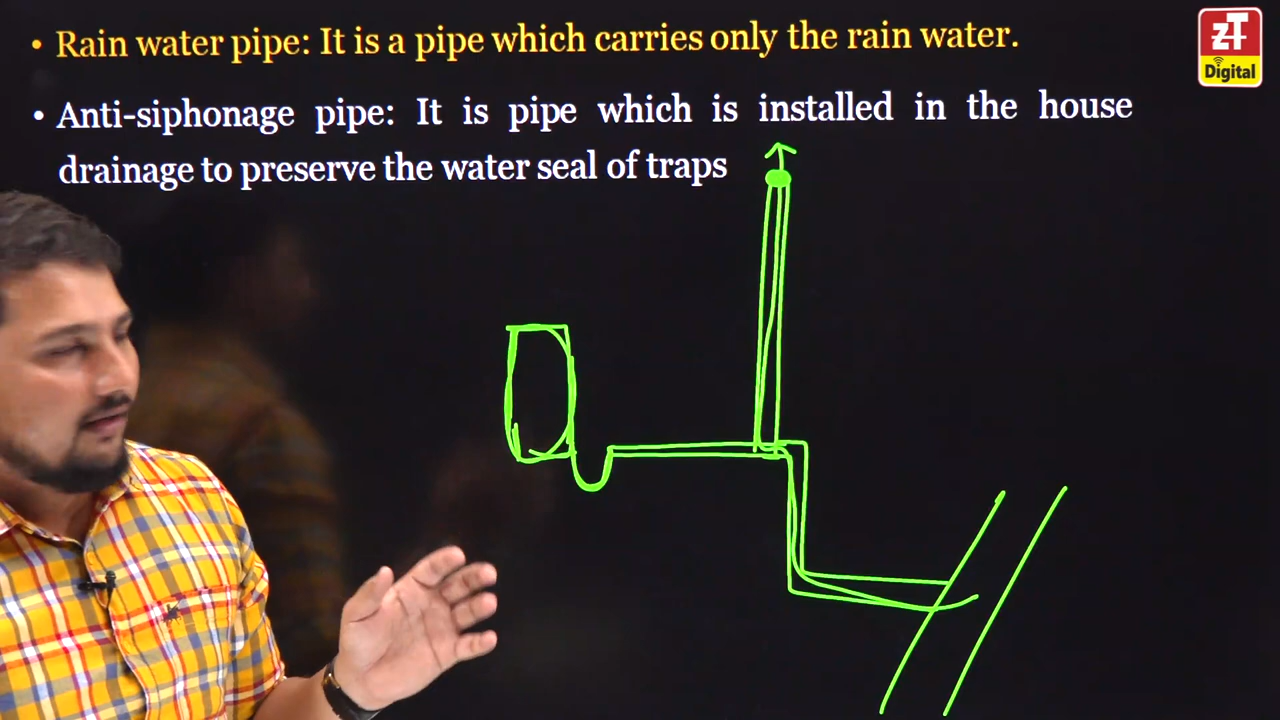 • Rain water pipe: It is a pipe which carries only the rain water.
• Anti-siphonage pipe: It is pipe which is installed in the house
drainage to preserve the water seal of traps
ZT
Digital